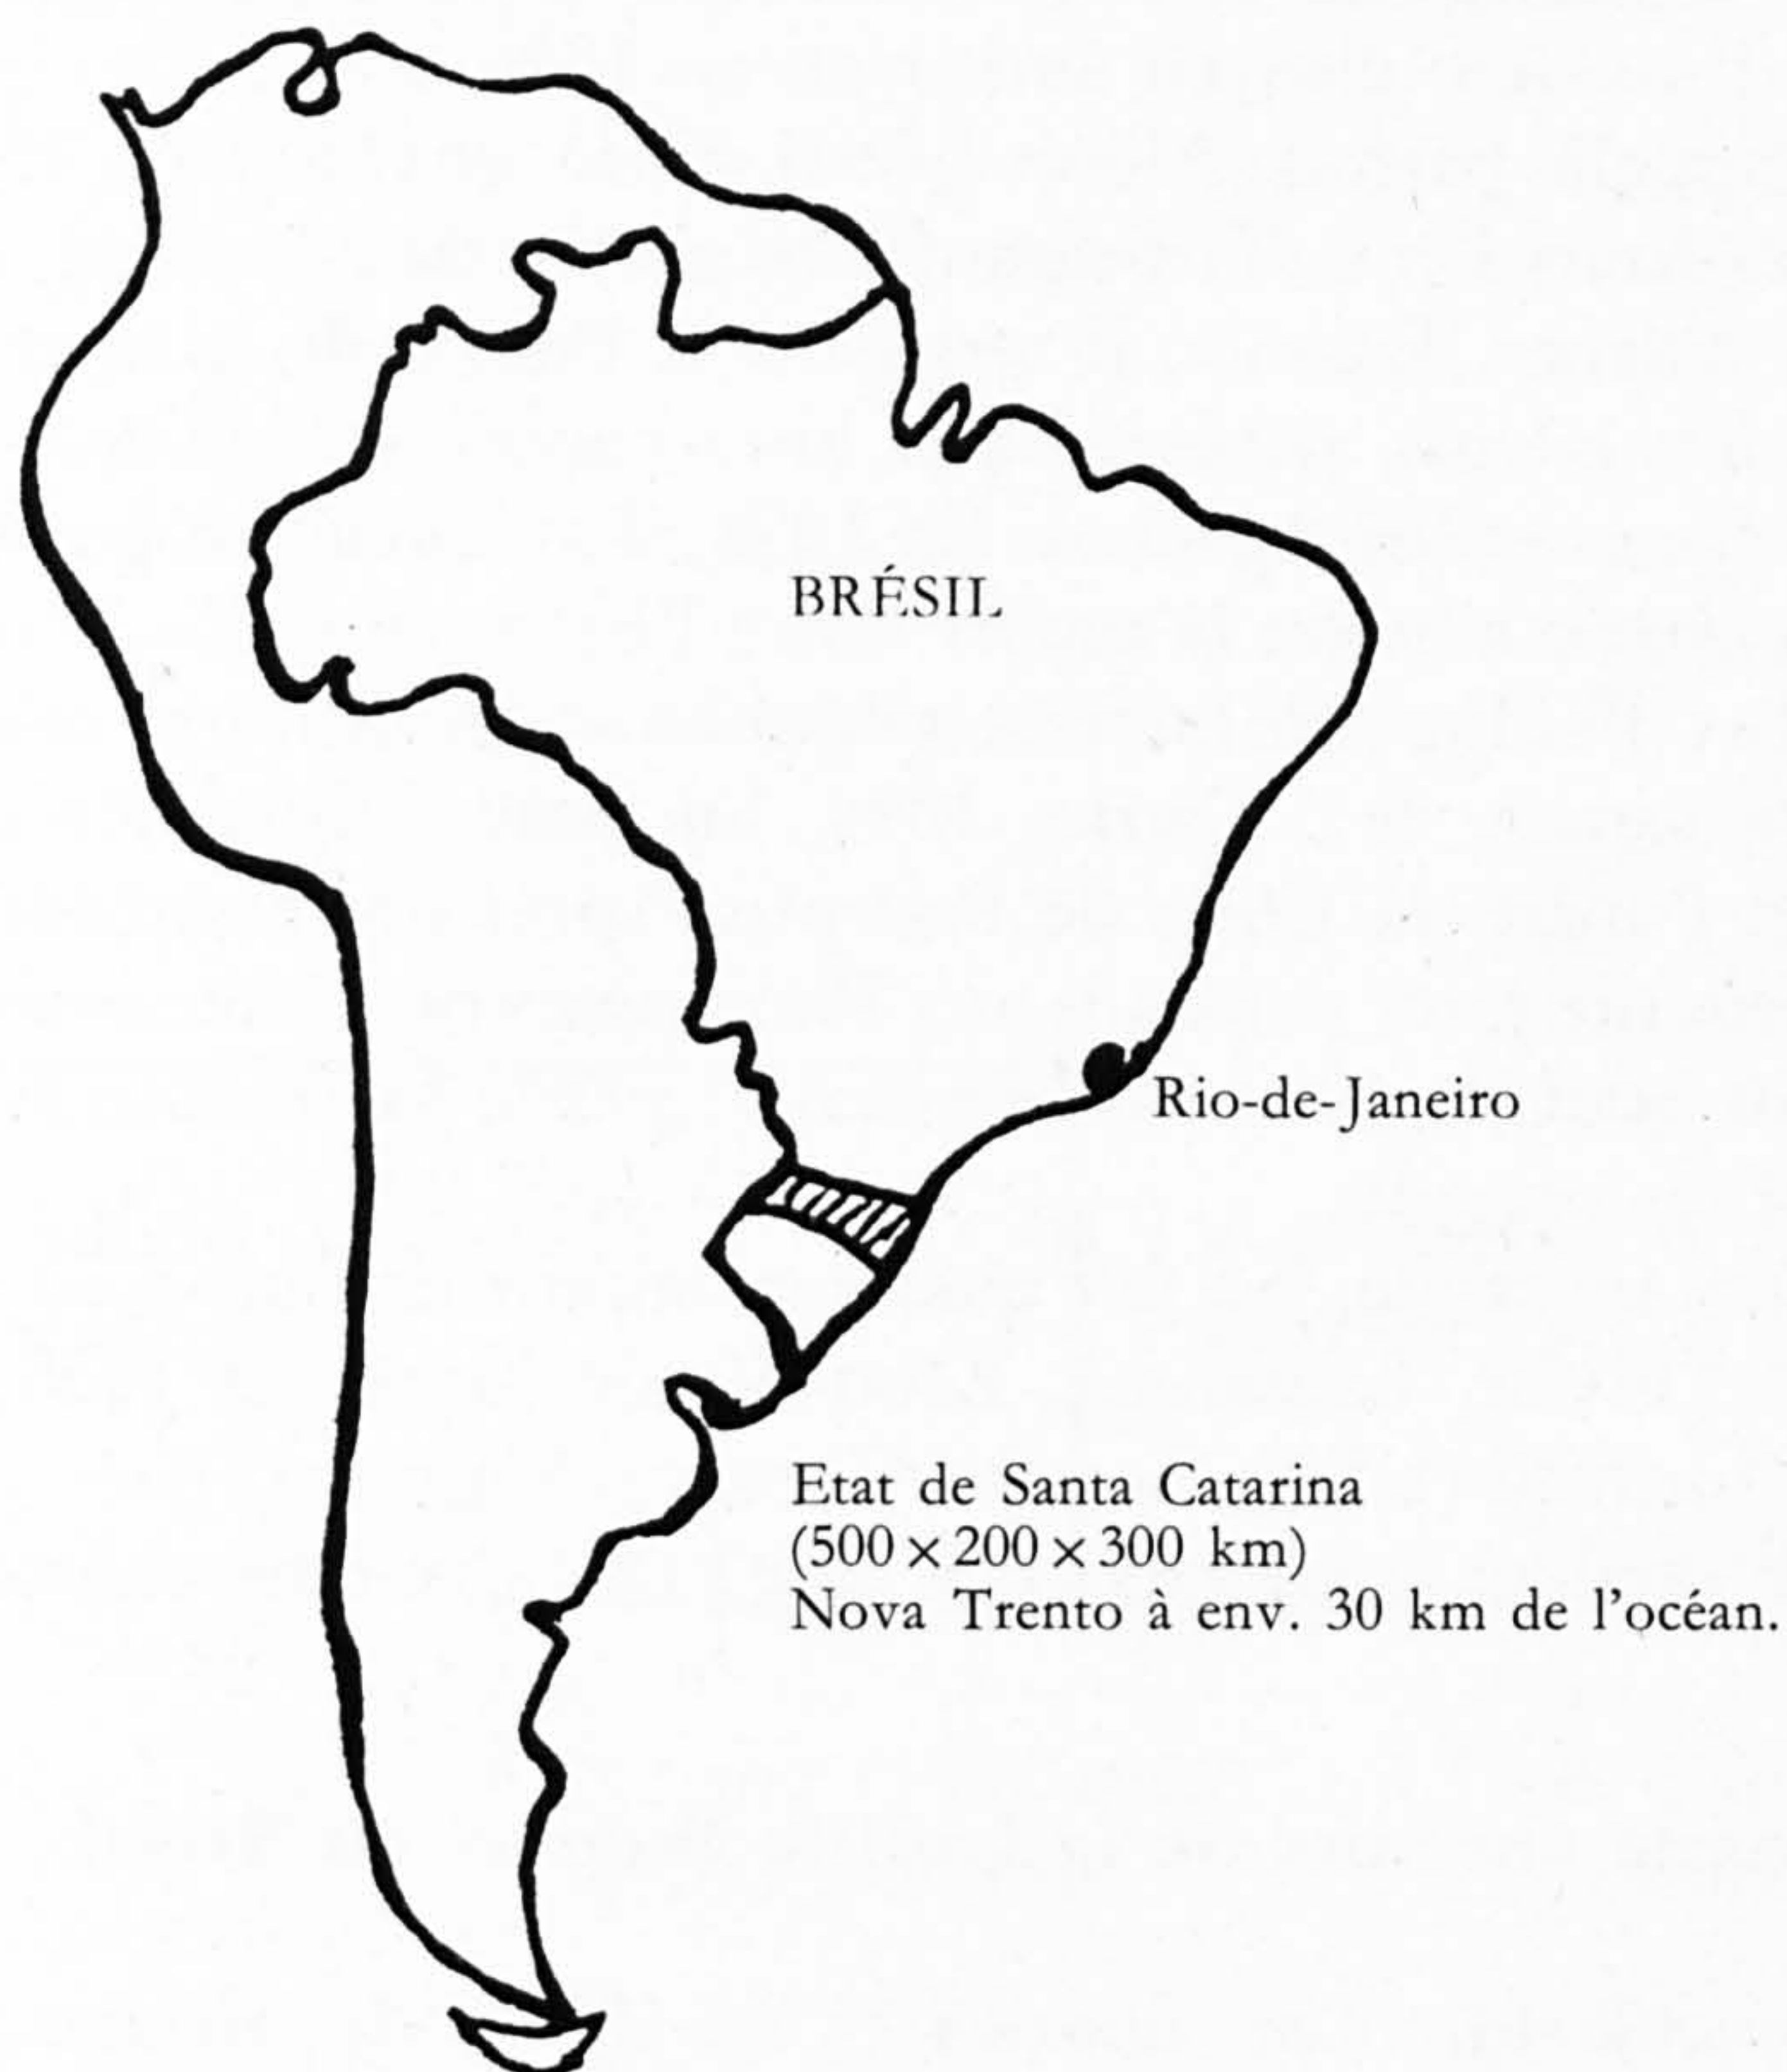 BRÉSIL
Rio-de-Janeiro
Etat de Santa Catarina
(500 × 200 × 300 km)
Nova Trento à env. 30 km de l'océan.